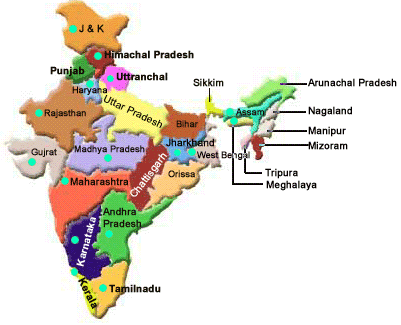 J & K
Himachal Pradesh
Punjab
Uttranchal
Haryana
Sikkim
Arunachal Pradesh
Uttar Pradesh
Rajasthan
Assam
Nagaland
Bihar
Manipur
Jharkhand
Mizoram
Madhya Pradesh
West Bengal
Gujrat
Chattisgarh
Tripura
Orissa
Maharashtra
Meghalaya
Andhra
Pradesh
Karnataka
Kerala
Tamilnadu